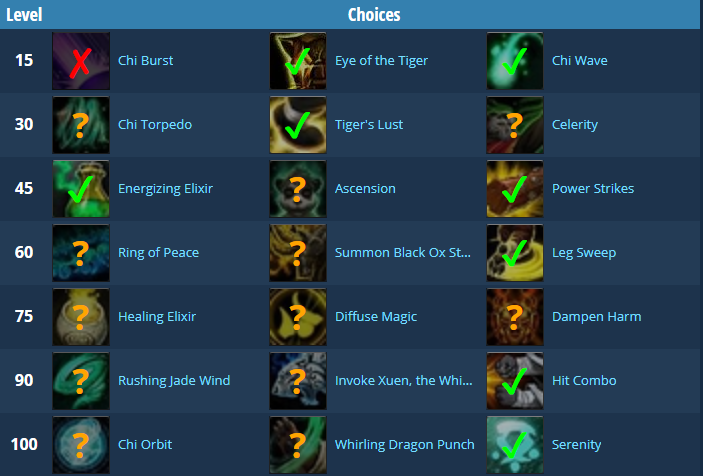 Level Choices
15 Chi Burst Eye of the Tiger Chi Wave
30 Chi Torpedo Tiger's Lust Celerity
45 Energizing Elixir Ascension Power Strikes
60 Ring of Peace Summon Black Ox St... Leg Sweep
75 Healing Elixir Diffuse Magic Dampen Harm
90 Rushing Jade Wind Invoke Xuen, the Whi... Hit Combo
100 Chi Orbit Whirling Dragon Punch Serenity